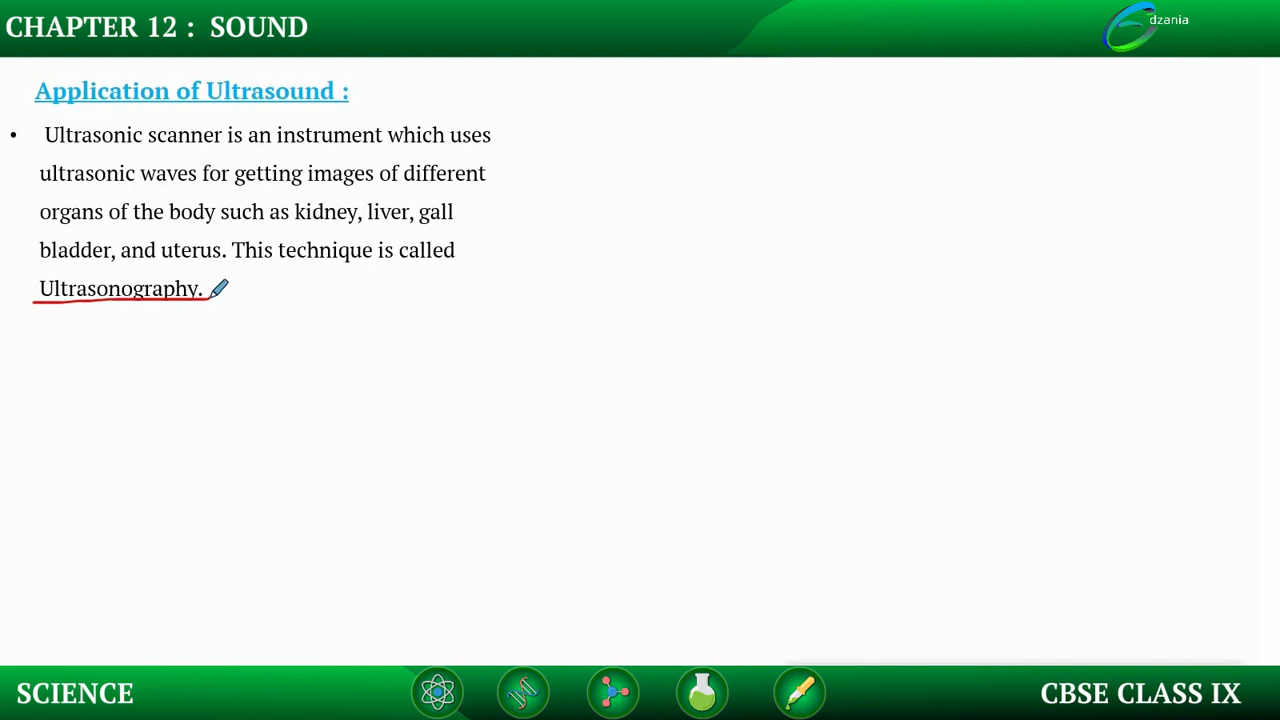 CHAPTER 12 : SOUND
dzania
Application of Ultrasound :
• Ultrasonic scanner is an instrument which uses
ultrasonic waves for getting images of different
organs of the body such as kidney, liver, gall
bladder, and uterus. This technique is called
Ultrasonography.
SCIENCE
CBSE CLASS IX